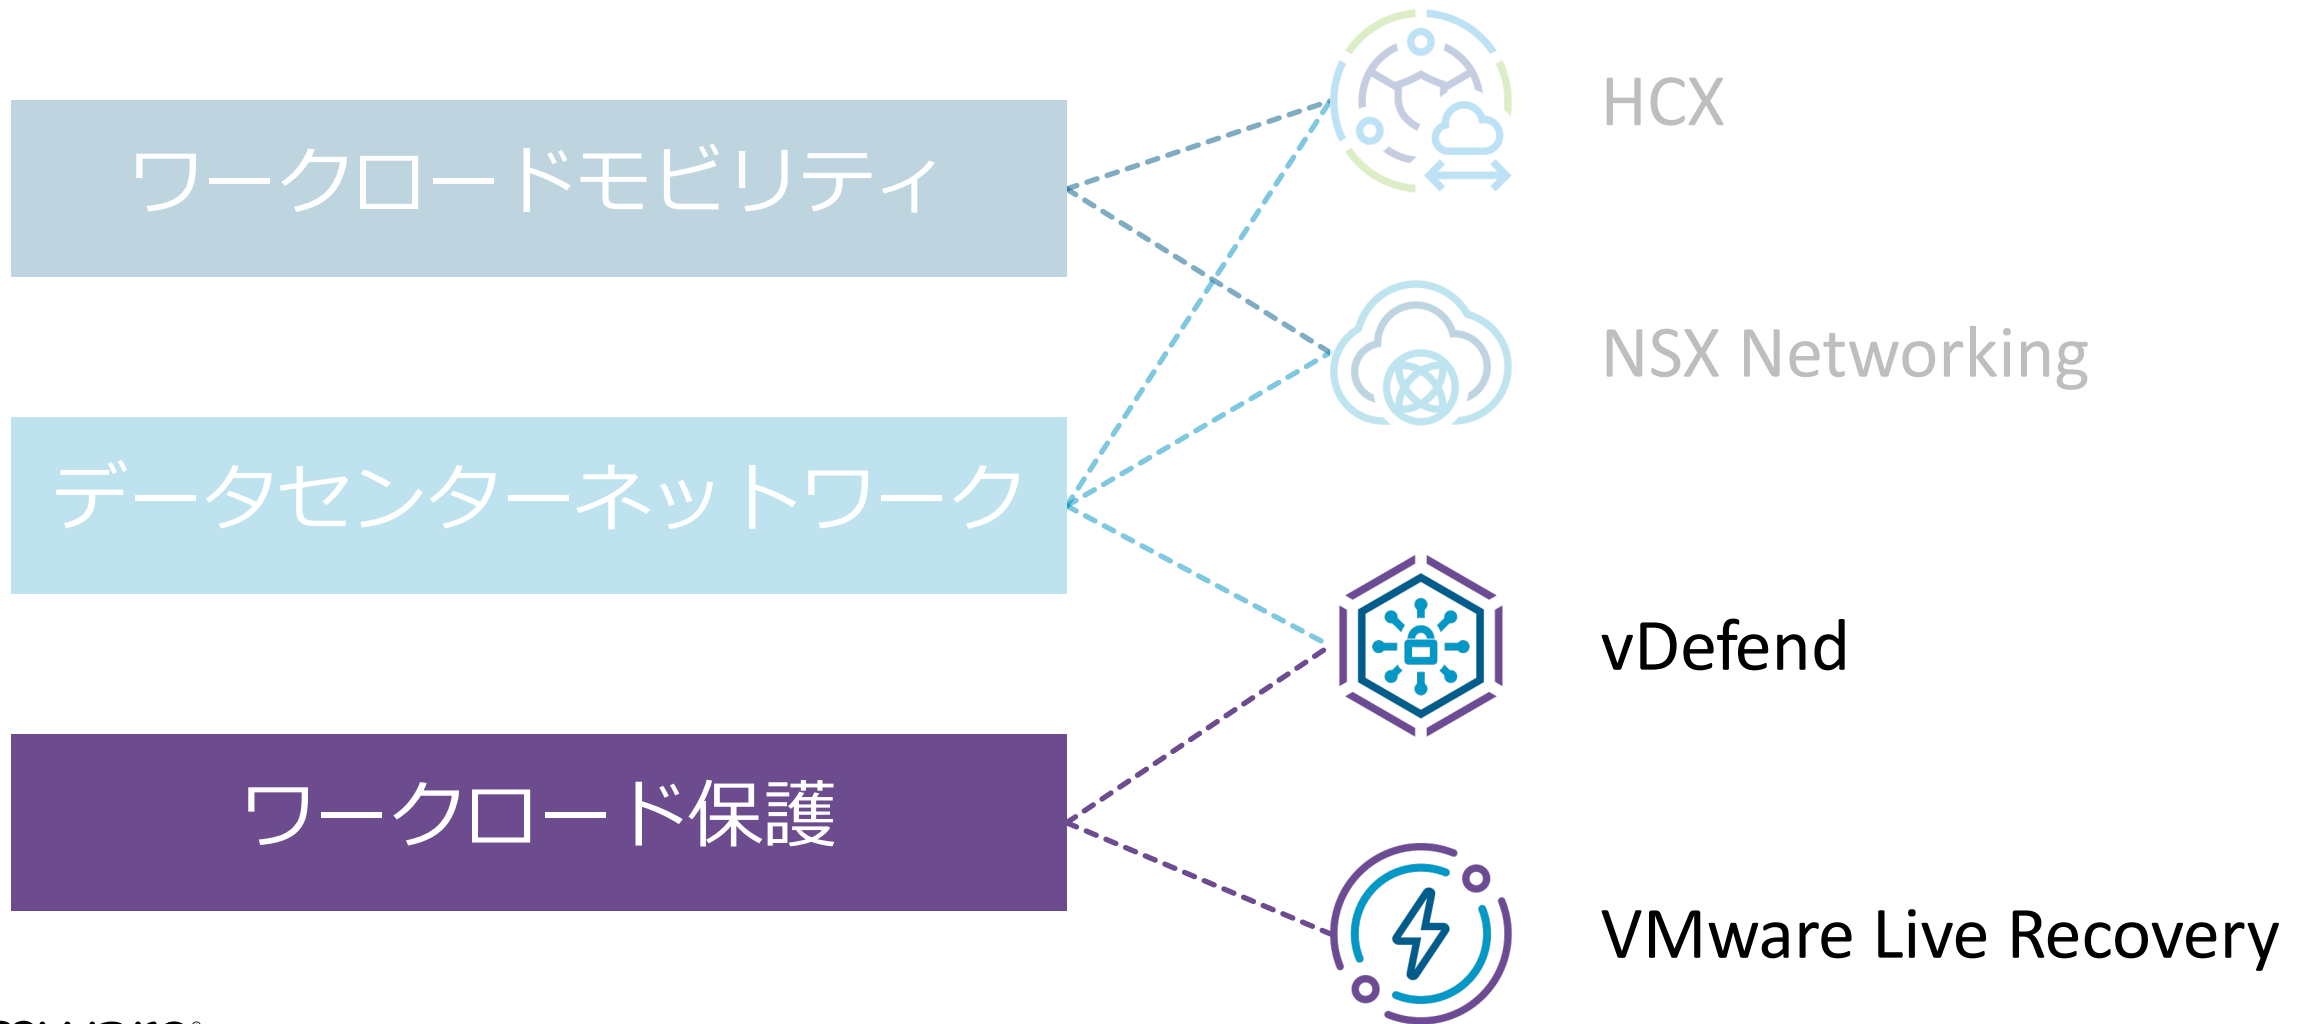 HCX
ワークロードモビリティ
NSX Networking
データセンターネットワーク
vDefend
ワークロード保護
VMware Live Recovery